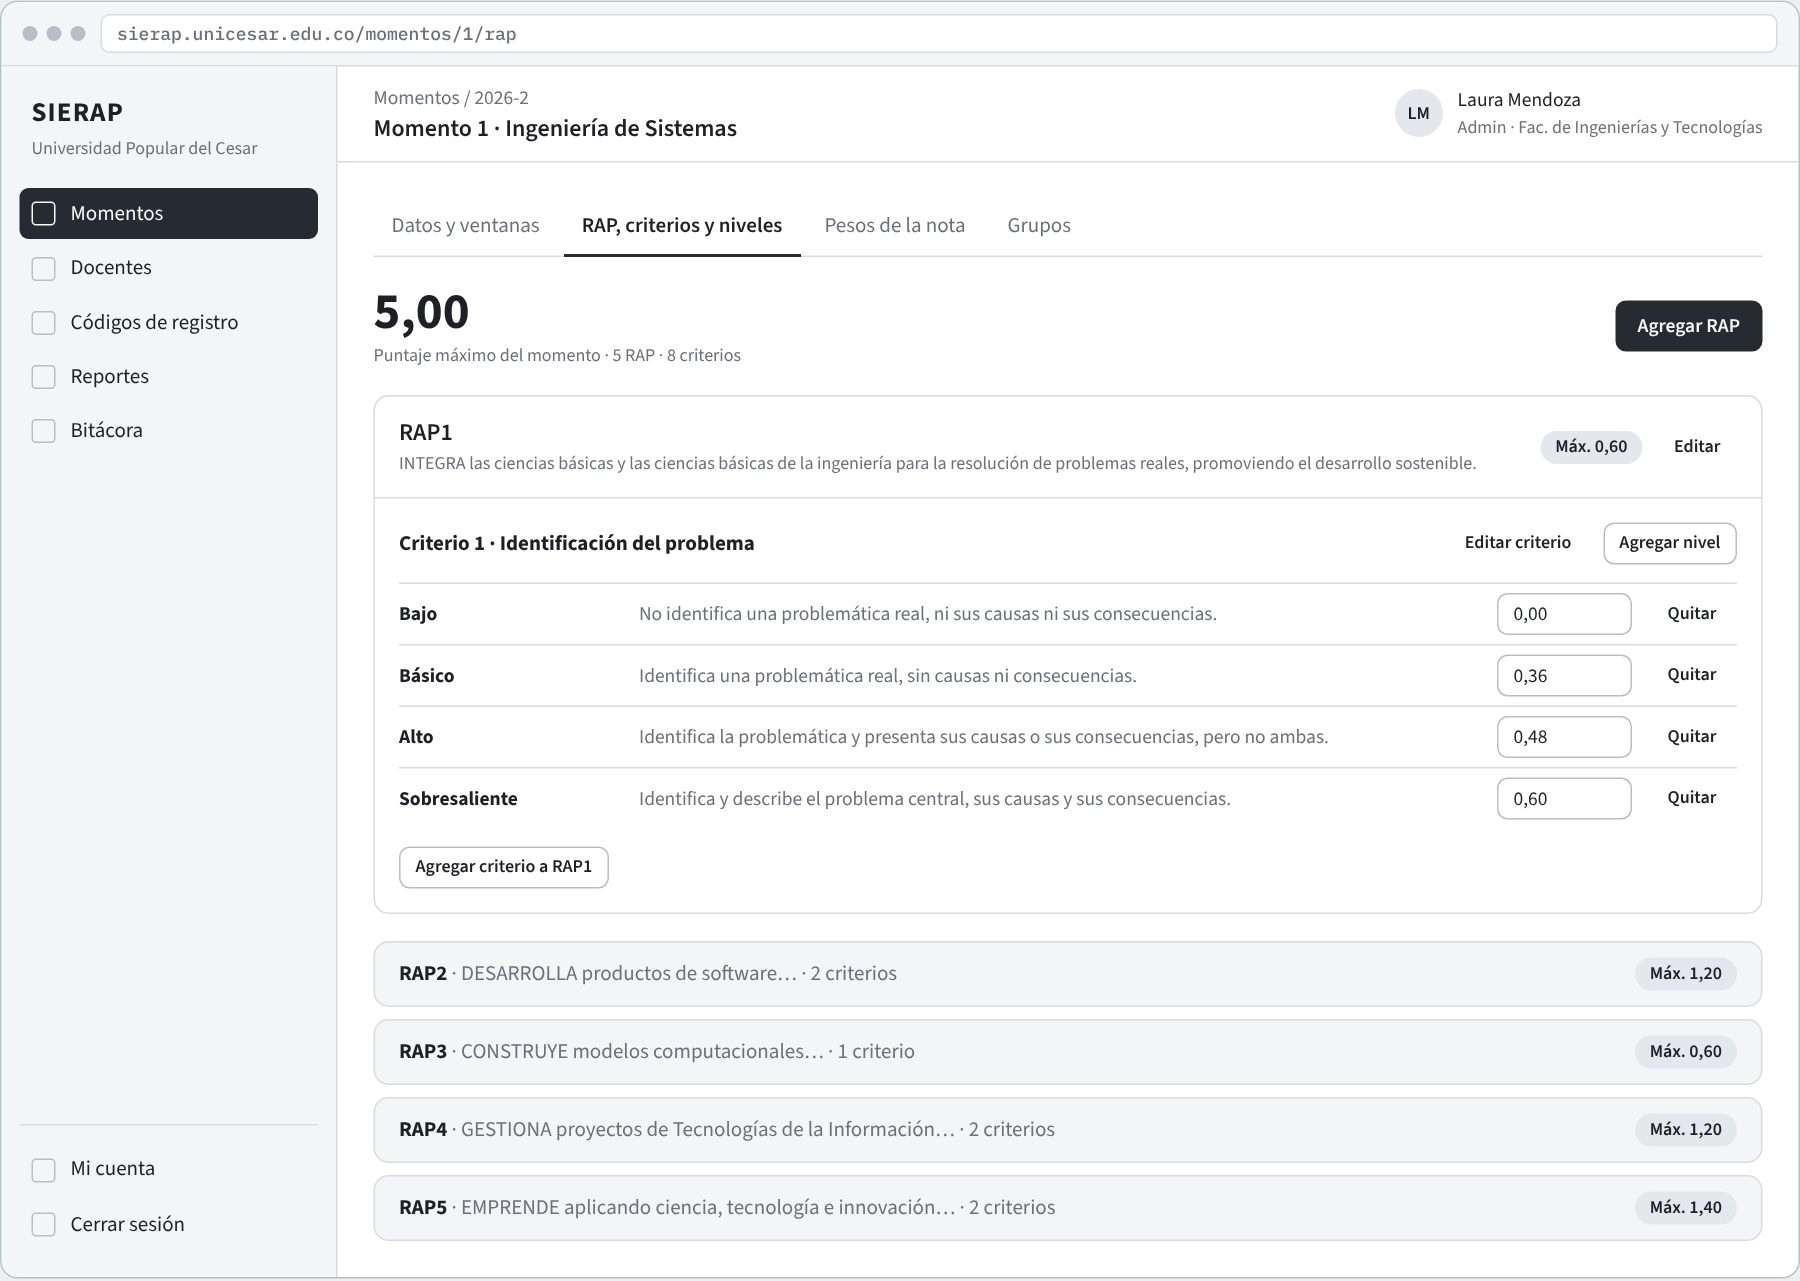 sierap.unicesar.edu.co/momentos/1/rap
SIERAP
Universidad Popular del Cesar
Momentos
Docentes
Códigos de registro
Reportes
Bitácora
Mi cuenta
Cerrar sesión
Momentos / 2026-2
Momento 1 · Ingeniería de Sistemas
LM
Laura Mendoza
Admin · Fac. de Ingenierías y Tecnologías
Datos y ventanas
RAP, criterios y niveles
Pesos de la nota
Grupos
5,00
Puntaje máximo del momento · 5 RAP · 8 criterios
Agregar RAP
RAP1
INTEGRA las ciencias básicas y las ciencias básicas de la ingeniería para la resolución de problemas reales, promoviendo el desarrollo sostenible.
Máx. 0,60
Editar
Criterio 1 · Identificación del problema
Editar criterio
Agregar nivel
Bajo
No identifica una problemática real, ni sus causas ni sus consecuencias.
0,00
Quitar
Básico
Identifica una problemática real, sin causas ni consecuencias.
0,36
Quitar
Alto
Identifica la problemática y presenta sus causas o sus consecuencias, pero no ambas.
0,48
Quitar
Sobresaliente
Identifica y describe el problema central, sus causas y sus consecuencias.
0,60
Quitar
Agregar criterio a RAP1
RAP2 · DESARROLLA productos de software… · 2 criterios
Máx. 1,20
RAP3 · CONSTRUYE modelos computacionales… · 1 criterio
Máx. 0,60
RAP4 · GESTIONA proyectos de Tecnologías de la Información… · 2 criterios
Máx. 1,20
RAP5 · EMPRENDE aplicando ciencia, tecnología e innovación… · 2 criterios
Máx. 1,40